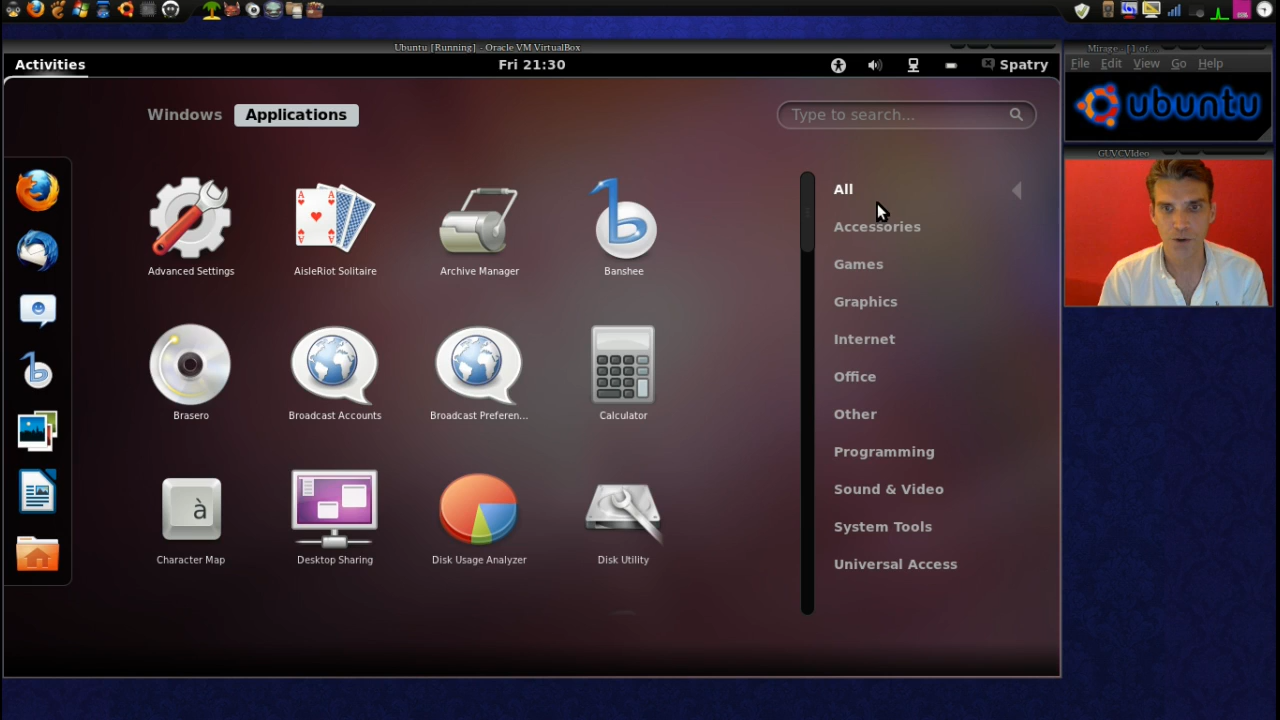 Ubuntu [Running] - Oracle VM VirtualBox
Activities
Fri 21:30
Spatry
Windows
Applications
Type to search...
Advanced Settings
AisleRiot Solitaire
Archive Manager
Banshee
Brasero
Broadcast Accounts
Broadcast Preferen...
Calculator
Character Map
Desktop Sharing
Disk Usage Analyzer
Disk Utility
All
Accessories
Games
Graphics
Internet
Office
Other
Programming
Sound & Video
System Tools
Universal Access
Mirage - [1 of ...
File Edit View Go Help
ubuntu
GUVCVideo